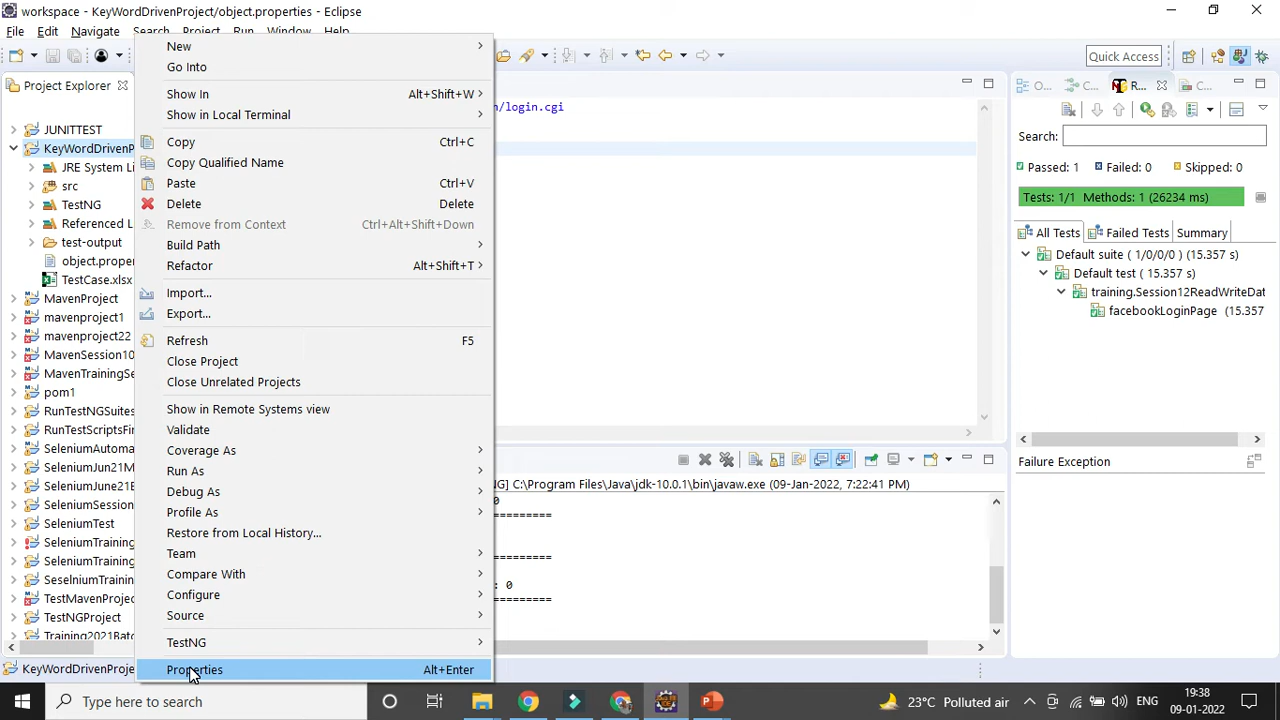 workspace - KeyWordDrivenProject/object.properties - Eclipse
File Edit Navigate Search Project Run Window Help
Quick Access
Project Explorer
JUNITTEST
KeyWordDrivenP
JRE System Li
src
TestNG
Referenced L
test-output
object.prope
TestCase.xlsx
MavenProject
mavenproject1
mavenproject22
MavenSession10
MavenTrainingSe
pom1
RunTestNGSuites
RunTestScriptsFi
SeleniumAutoma
SeleniumJun21M
SeleniumJune21B
SeleniumSession
SeleniumTest
SeleniumTraining
SeleniumTraining
SeselniumTrainin
TestMavenProjec
TestNGProject
Training2021Batc
KeyWordDrivenProje
New
Go Into
Show In Alt+Shift+W
Show in Local Terminal
Copy Ctrl+C
Copy Qualified Name
Paste Ctrl+V
Delete Delete
Remove from Context Ctrl+Alt+Shift+Down
Build Path
Refactor Alt+Shift+T
Import...
Export...
Refresh F5
Close Project
Close Unrelated Projects
Show in Remote Systems view
Validate
Coverage As
Run As
Debug As
Profile As
Restore from Local History...
Team
Compare With
Configure
Source
TestNG
Properties Alt+Enter
n/login.cgi
G] C:\Program Files\Java\jdk-10.0.1\bin\javaw.exe (09-Jan-2022, 7:22:41 PM)
0
==========
==========
: 0
==========
O... C... R... C...
Search:
Passed: 1 Failed: 0 Skipped: 0
Tests: 1/1 Methods: 1 (26234 ms)
All Tests Failed Tests Summary
Default suite ( 1/0/0/0 ) (15.357 s)
Default test ( 15.357 s)
training.Session12ReadWriteDat
facebookLoginPage (15.357
Failure Exception
Type here to search
23°C Polluted air
ENG
19:38
09-01-2022